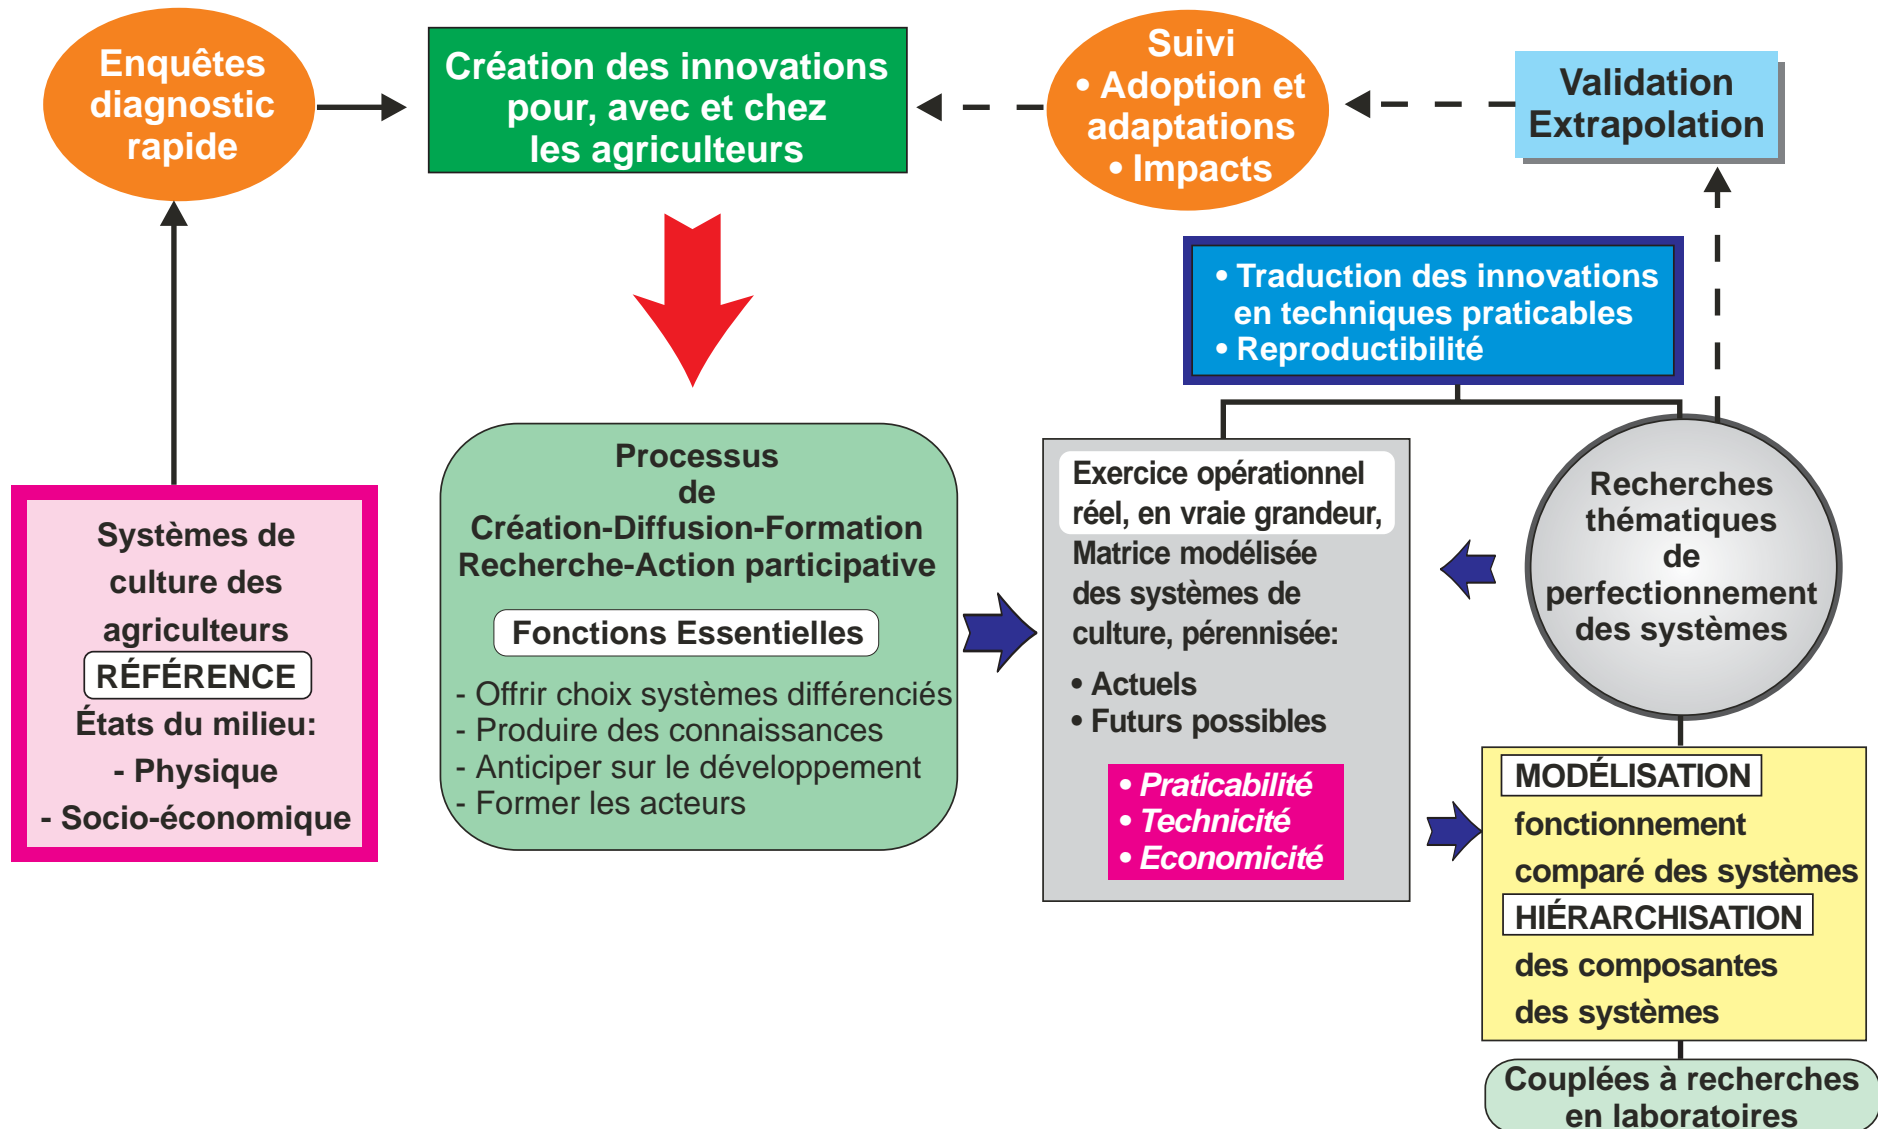 Enquêtes
diagnostic
rapide
Création des innovations
pour, avec et chez
les agriculteurs
Suivi
• Adoption et
adaptations
• Impacts
Validation
Extrapolation
• Traduction des innovations
en techniques praticables
• Reproductibilité
Systèmes de
culture des
agriculteurs
RÉFÉRENCE
États du milieu:
- Physique
- Socio-économique
Processus
de
Création-Diffusion-Formation
Recherche-Action participative
Fonctions Essentielles
- Offrir choix systèmes différenciés
- Produire des connaissances
- Anticiper sur le développement
- Former les acteurs
Exercice opérationnel
réel, en vraie grandeur,
Matrice modélisée
des systèmes de
culture, pérennisée:
• Actuels
• Futurs possibles
• Praticabilité
• Technicité
• Economicité
Recherches
thématiques
de
perfectionnement
des systèmes
MODÉLISATION
fonctionnement
comparé des systèmes
HIÉRARCHISATION
des composantes
des systèmes
Couplées à recherches
en laboratoires